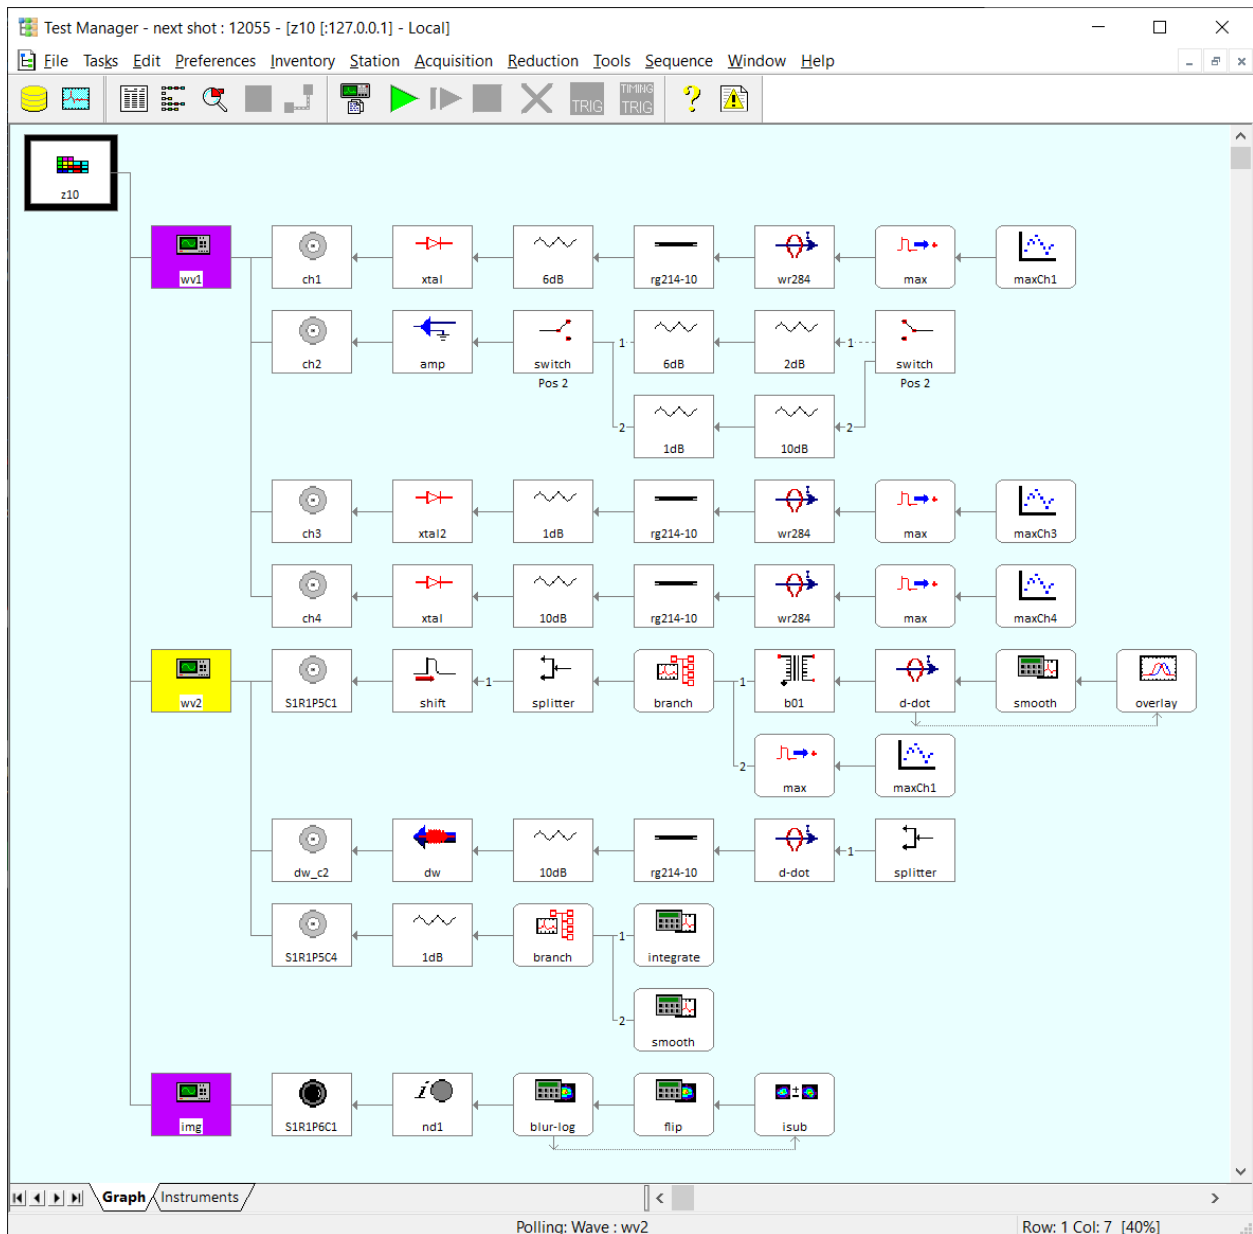 Test Manager - next shot : 12055 - [z10 [:127.0.0.1] - Local]
File Tasks Edit Preferences Inventory Station Acquisition Reduction Tools Sequence Window Help
TRIG TIMING TRIG
z10
wv1 ch1 xtal 6dB rg214-10 wr284 max maxCh1
1 1
ch2 amp switch 6dB 2dB switch
Pos 2 Pos 2
2 2
1dB 10dB
ch3 xtal2 1dB rg214-10 wr284 max maxCh3
ch4 xtal 10dB rg214-10 wr284 max maxCh4
1 1
wv2 S1R1P5C1 shift splitter branch b01 d-dot smooth overlay
2
max maxCh1
1
dw_c2 dw 10dB rg214-10 d-dot splitter
1
S1R1P5C4 1dB branch integrate
2
smooth
i
img S1R1P6C1 nd1 blur-log flip isub
Graph Instruments
Polling: Wave : wv2 Row: 1 Col: 7 [40%]